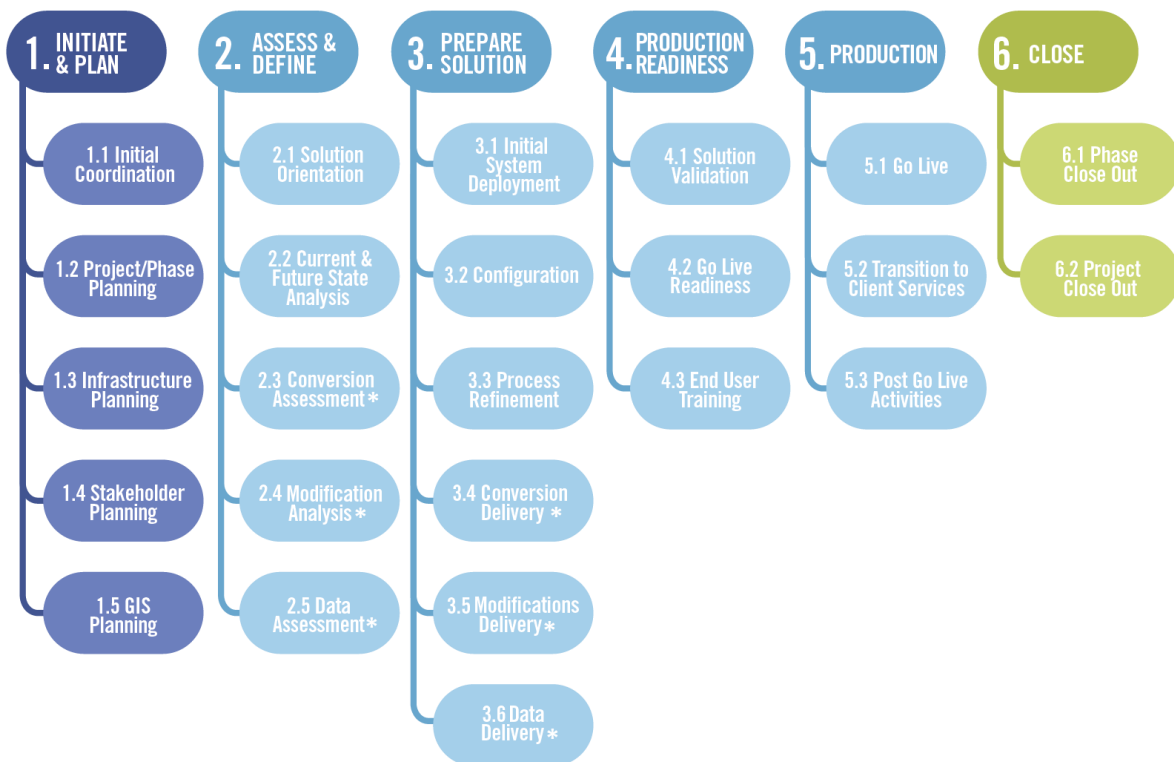 1. INITIATE
& PLAN
1.1 Initial
Coordination
1.2 Project/Phase
Planning
1.3 Infrastructure
Planning
1.4 Stakeholder
Planning
1.5 GIS
Planning
2. ASSESS &
DEFINE
2.1 Solution
Orientation
2.2 Current &
Future State
Analysis
2.3 Conversion
Assessment*
2.4 Modification
Analysis*
2.5 Data
Assessment*
3. PREPARE
SOLUTION
3.1 Initial
System
Deployment
3.2 Configuration
3.3 Process
Refinement
3.4 Conversion
Delivery *
3.5 Modifications
Delivery*
3.6 Data
Delivery*
4. PRODUCTION
READINESS
4.1 Solution
Validation
4.2 Go Live
Readiness
4.3 End User
Training
5. PRODUCTION
5.1 Go Live
5.2 Transition to
Client Services
5.3 Post Go Live
Activities
6. CLOSE
6.1 Phase
Close Out
6.2 Project
Close Out